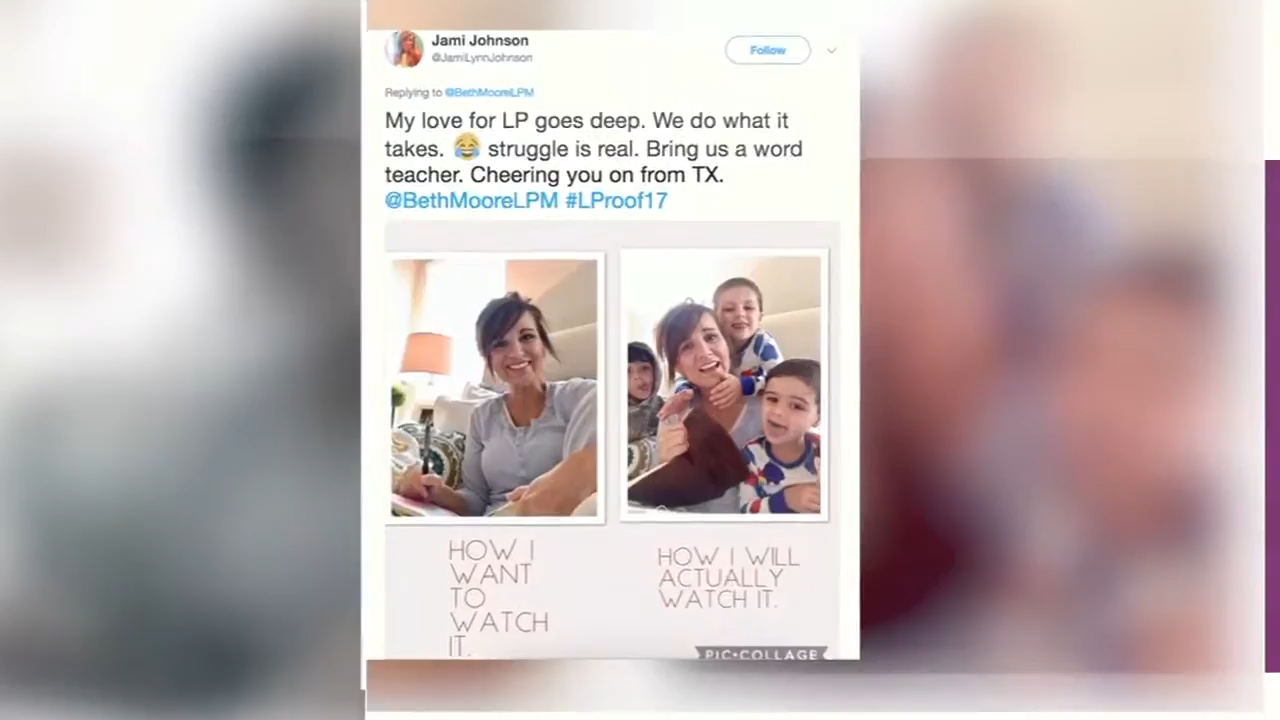 Jami Johnson
@JamiLynnJohnson
Follow
Replying to @BethMooreLPM
My love for LP goes deep. We do what it
takes. 😂 struggle is real. Bring us a word
teacher. Cheering you on from TX.
@BethMooreLPM #LProof17
HOW I
WANT
TO
WATCH
IT.
HOW I WILL
ACTUALLY
WATCH IT.
PIC•COLLAGE